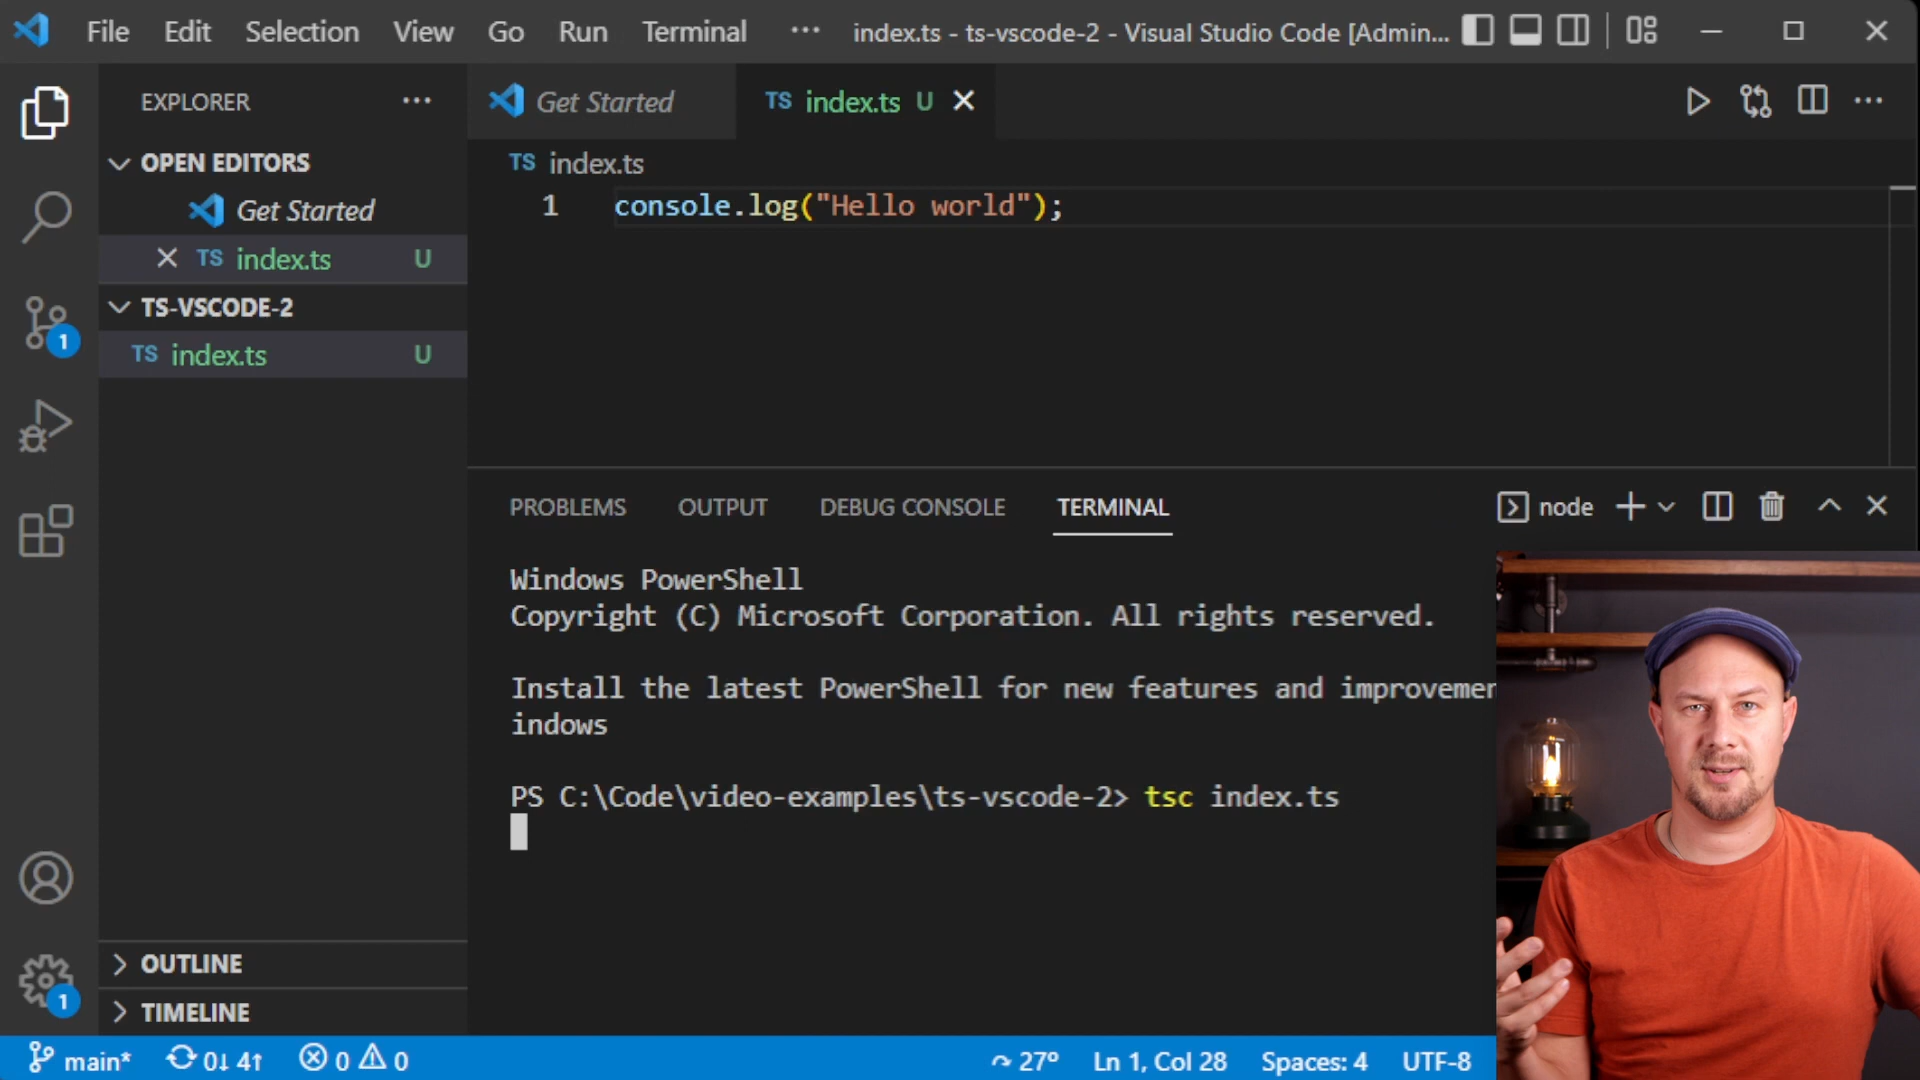 File Edit Selection View Go Run Terminal ··· index.ts - ts-vscode-2 - Visual Studio Code [Admin...
EXPLORER ···
OPEN EDITORS
Get Started
TS index.ts U
TS-VSCODE-2
TS index.ts U
1
1
OUTLINE
TIMELINE
Get Started TS index.ts U
TS index.ts
1 console.log("Hello world");
PROBLEMS OUTPUT DEBUG CONSOLE TERMINAL node
Windows PowerShell
Copyright (C) Microsoft Corporation. All rights reserved.
Install the latest PowerShell for new features and improvemen
indows
PS C:\Code\video-examples\ts-vscode-2> tsc index.ts
main* 0↓ 4↑ 0 0 27° Ln 1, Col 28 Spaces: 4 UTF-8